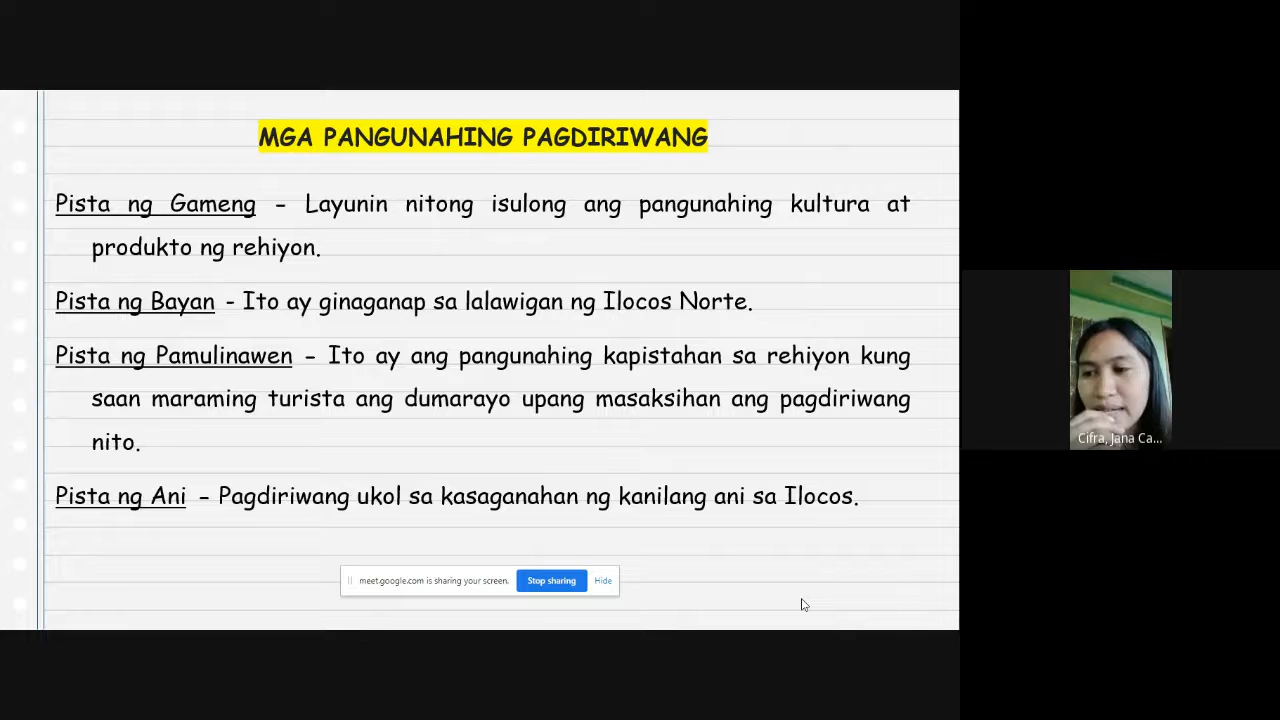 MGA PANGUNAHING PAGDIRIWANG
Pista ng Gameng – Layunin nitong isulong ang pangunahing kultura at
produkto ng rehiyon.
Pista ng Bayan - Ito ay ginaganap sa lalawigan ng Ilocos Norte.
Pista ng Pamulinawen – Ito ay ang pangunahing kapistahan sa rehiyon kung
saan maraming turista ang dumarayo upang masaksihan ang pagdiriwang
nito.
Pista ng Ani – Pagdiriwang ukol sa kasaganahan ng kanilang ani sa Ilocos.
meet.google.com is sharing your screen. Stop sharing Hide
Cifra, Jana Ca...